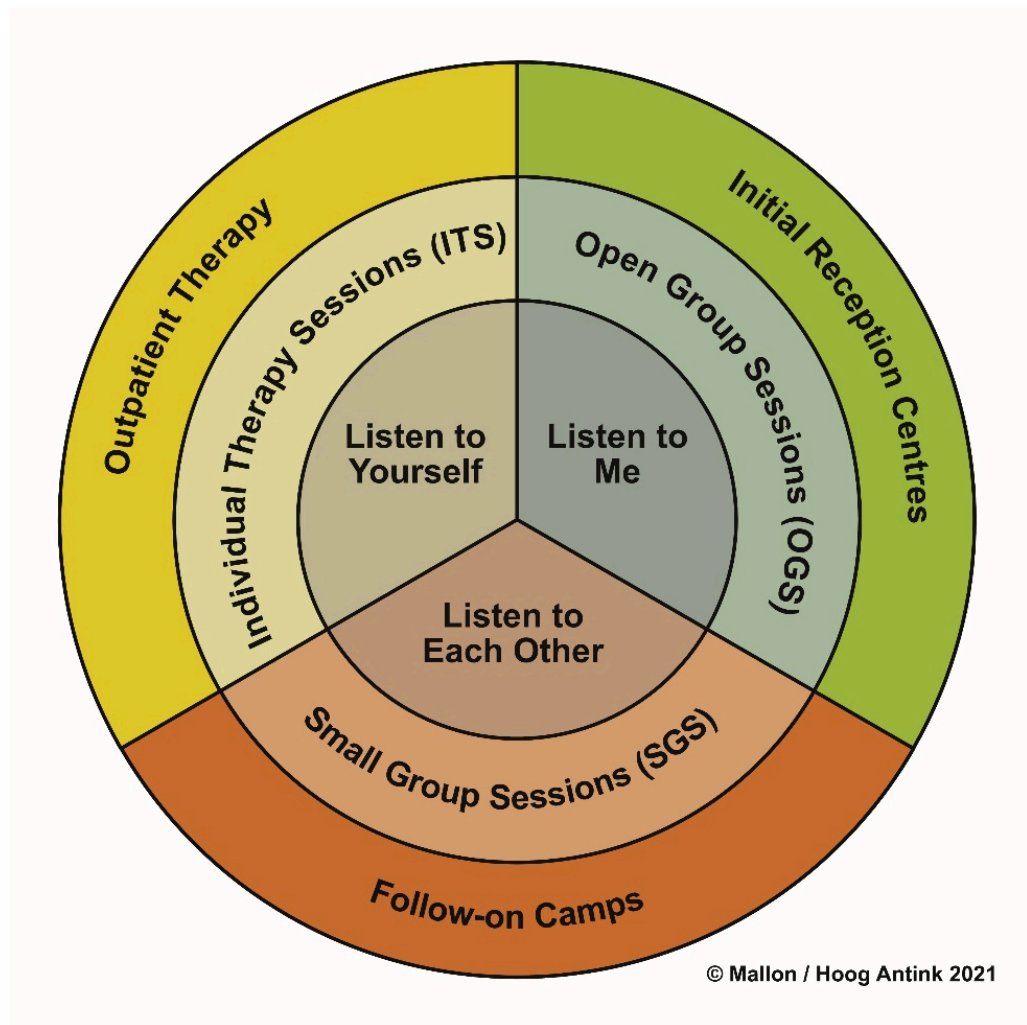 Outpatient Therapy
Individual Therapy Sessions (ITS)
Listen to
Yourself
Initial Reception Centres
Open Group Sessions (OGS)
Listen to
Me
Listen to
Each Other
Small Group Sessions (SGS)
Follow-on Camps
© Mallon / Hoog Antink 2021